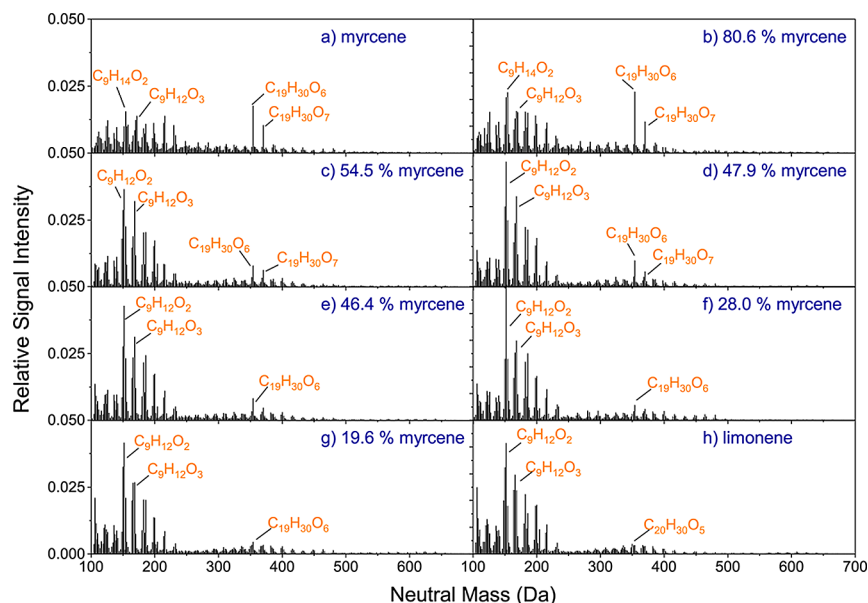 0.050
a) myrcene
b) 80.6 % myrcene
C9H14O2
C9H12O3
C19H30O6
C19H30O7
C9H14O2
C9H12O3
C19H30O6
C19H30O7
0.025
0.050
c) 54.5 % myrcene
d) 47.9 % myrcene
C9H12O2
C9H12O3
C19H30O6
C19H30O7
C9H12O2
C9H12O3
C19H30O6
C19H30O7
0.025
0.050
e) 46.4 % myrcene
f) 28.0 % myrcene
C9H12O2
C9H12O3
C19H30O6
C9H12O2
C9H12O3
C19H30O6
0.025
0.050
g) 19.6 % myrcene
h) limonene
C9H12O2
C9H12O3
C19H30O6
C9H12O2
C9H12O3
C20H30O5
0.025
0.000
100 200 300 400 500 600 100 200 300 400 500 600 700
Relative Signal Intensity
Neutral Mass (Da)